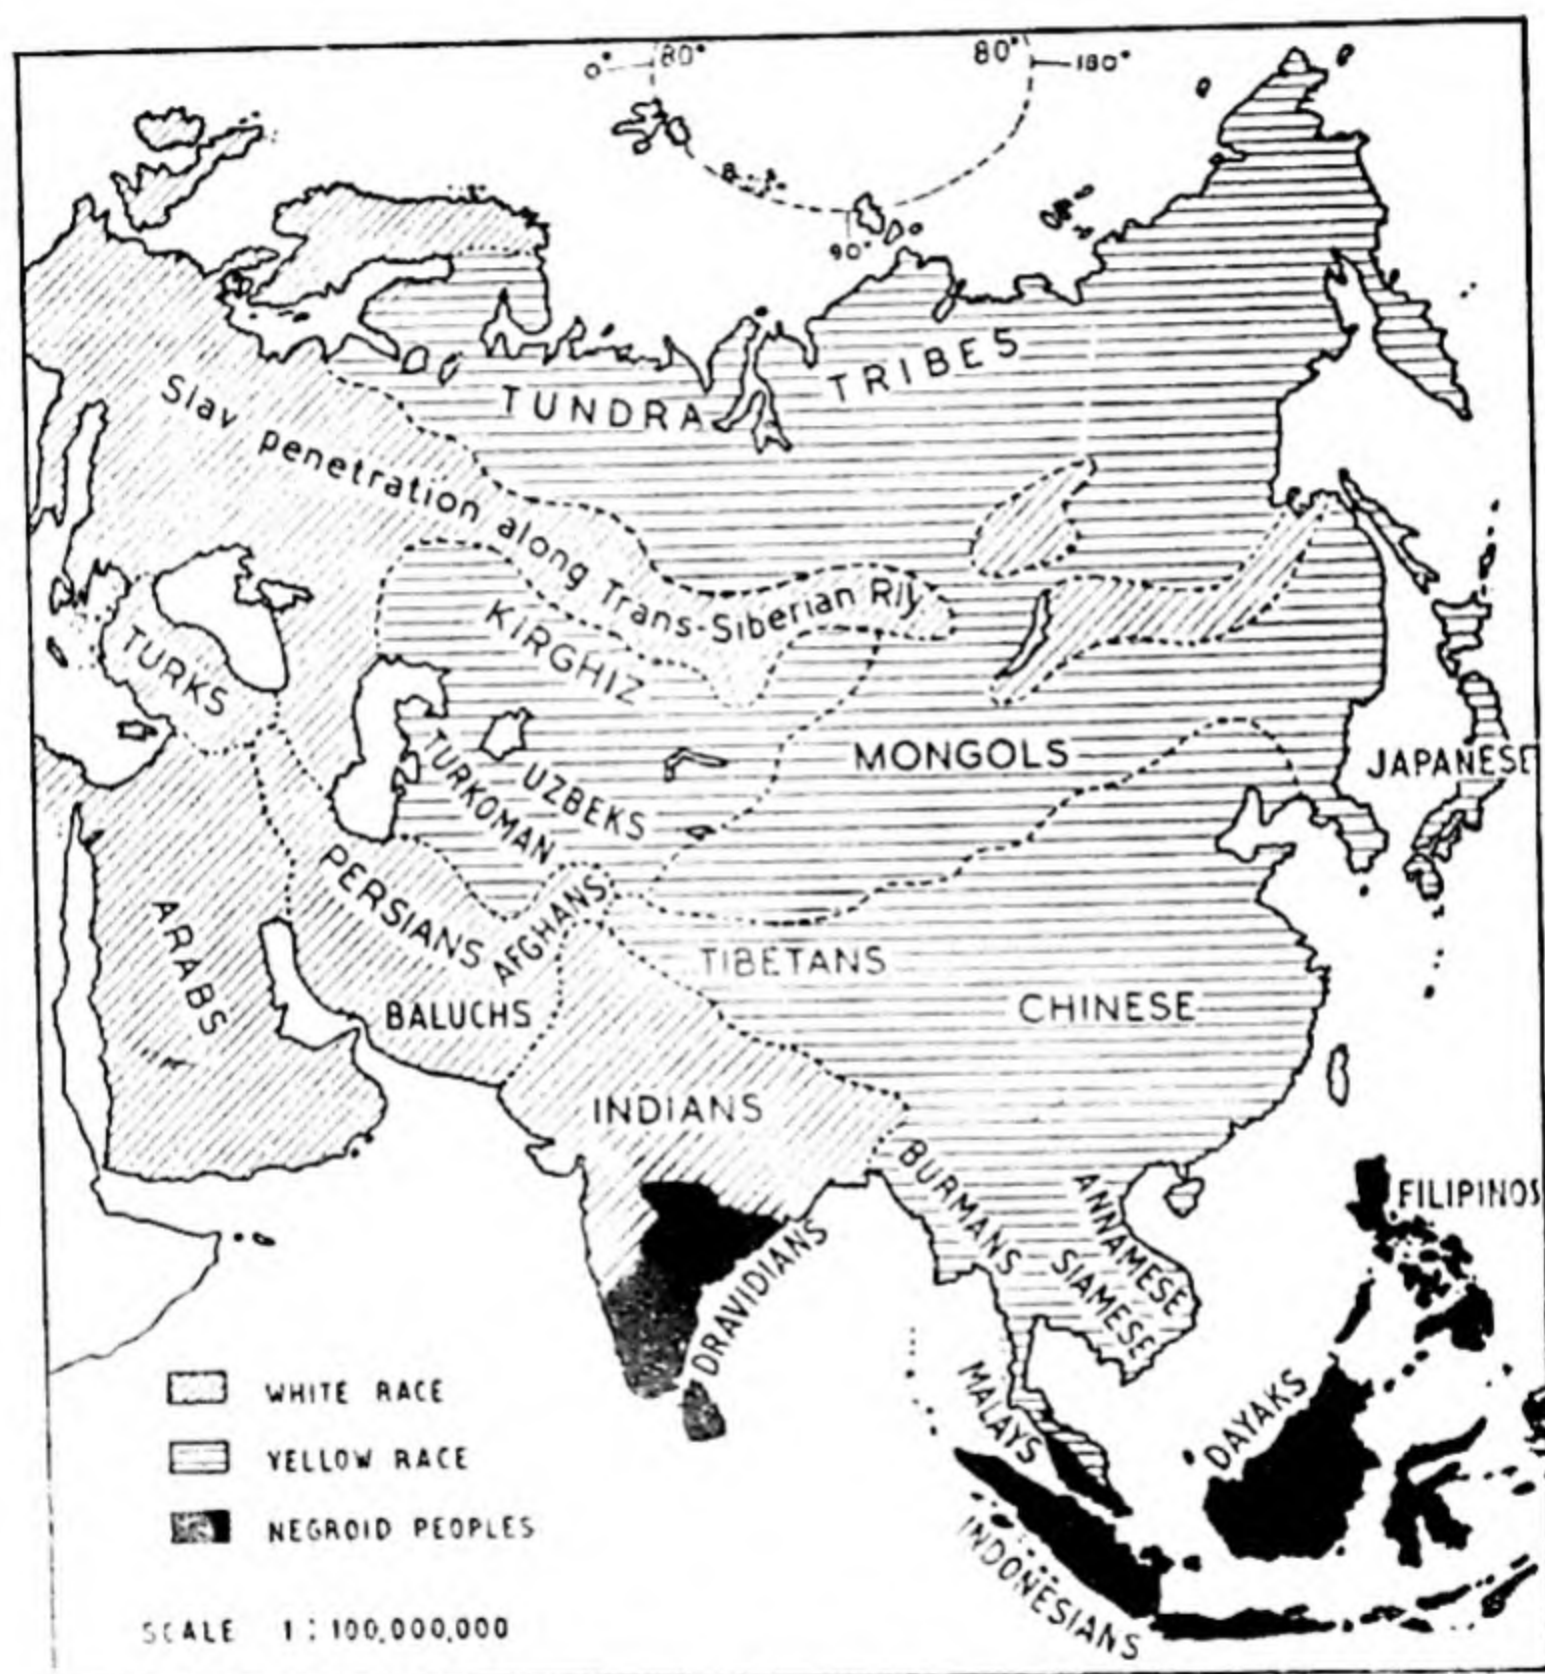 0° 80° 80° 180°
90°
TUNDRA TRIBES
Slav penetration along Trans-Siberian Rly
KIRGHIZ
TURKS
MONGOLS
JAPANESE
TURKOMAN
UZBEKS
PERSIANS
AFGHANS
ARABS
TIBETANS
BALUCHS
CHINESE
INDIANS
BURMANS
ANNAMESE
SIAMESE
FILIPINOS
DRAVIDIANS
MALAYS
DAYAKS
INDONESIANS
WHITE RACE
YELLOW RACE
NEGROID PEOPLES
SCALE 1:100,000,000